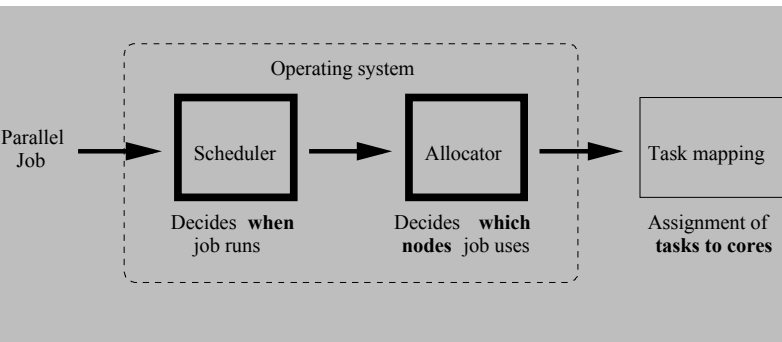 Operating system
Parallel
Job
Scheduler
Allocator
Task mapping
Decides when
job runs
Decides which
nodes job uses
Assignment of
tasks to cores